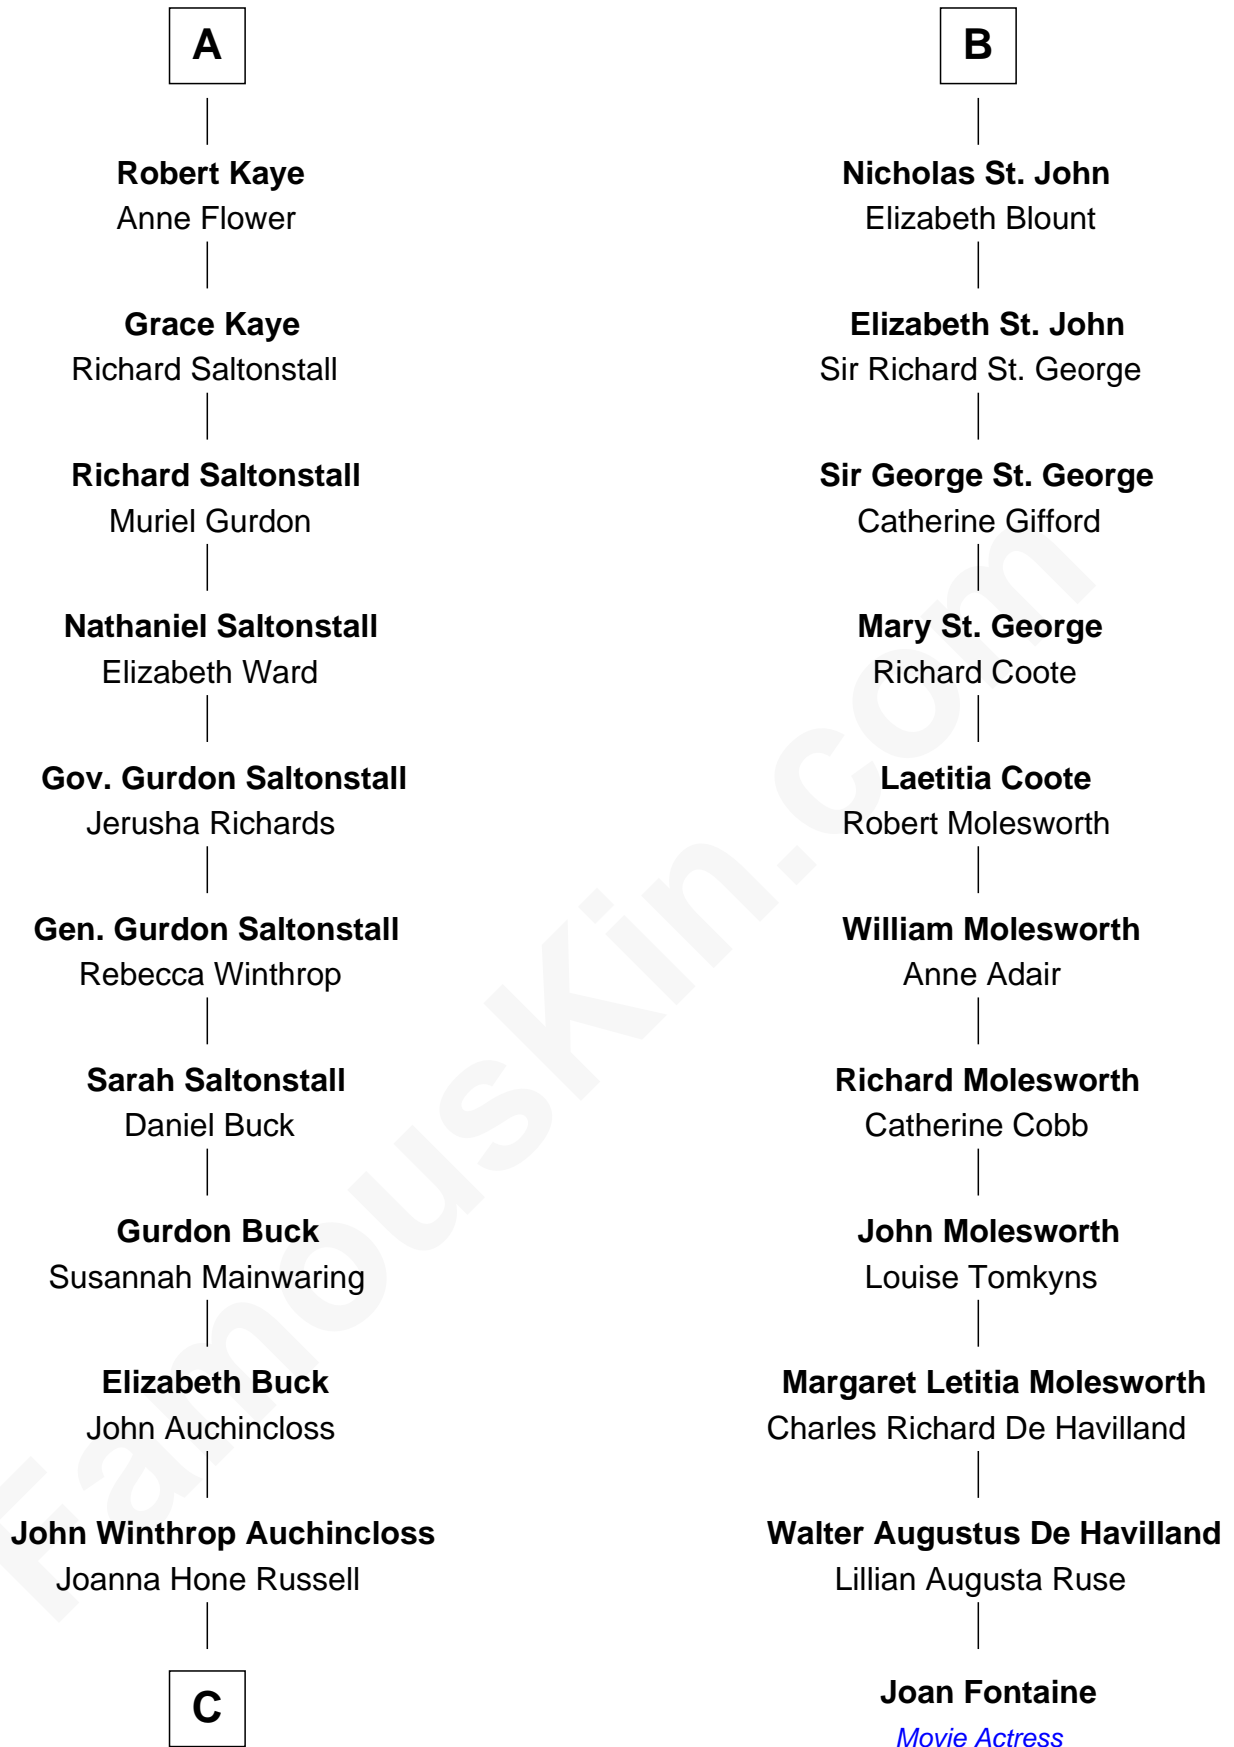 A
Robert Kaye
Anne Flower
Grace Kaye
Richard Saltonstall
Richard Saltonstall
Muriel Gurdon
Nathaniel Saltonstall
Elizabeth Ward
Gov. Gurdon Saltonstall
Jerusha Richards
Gen. Gurdon Saltonstall
Rebecca Winthrop
Sarah Saltonstall
Daniel Buck
Gurdon Buck
Susannah Mainwaring
Elizabeth Buck
John Auchincloss
John Winthrop Auchincloss
Joanna Hone Russell
C
B
Nicholas St. John
Elizabeth Blount
Elizabeth St. John
Sir Richard St. George
Sir George St. George
Catherine Gifford
Mary St. George
Richard Coote
Laetitia Coote
Robert Molesworth
William Molesworth
Anne Adair
Richard Molesworth
Catherine Cobb
John Molesworth
Louise Tomkyns
Margaret Letitia Molesworth
Charles Richard De Havilland
Walter Augustus De Havilland
Lillian Augusta Ruse
Joan Fontaine
Movie Actress
FamousKin.com